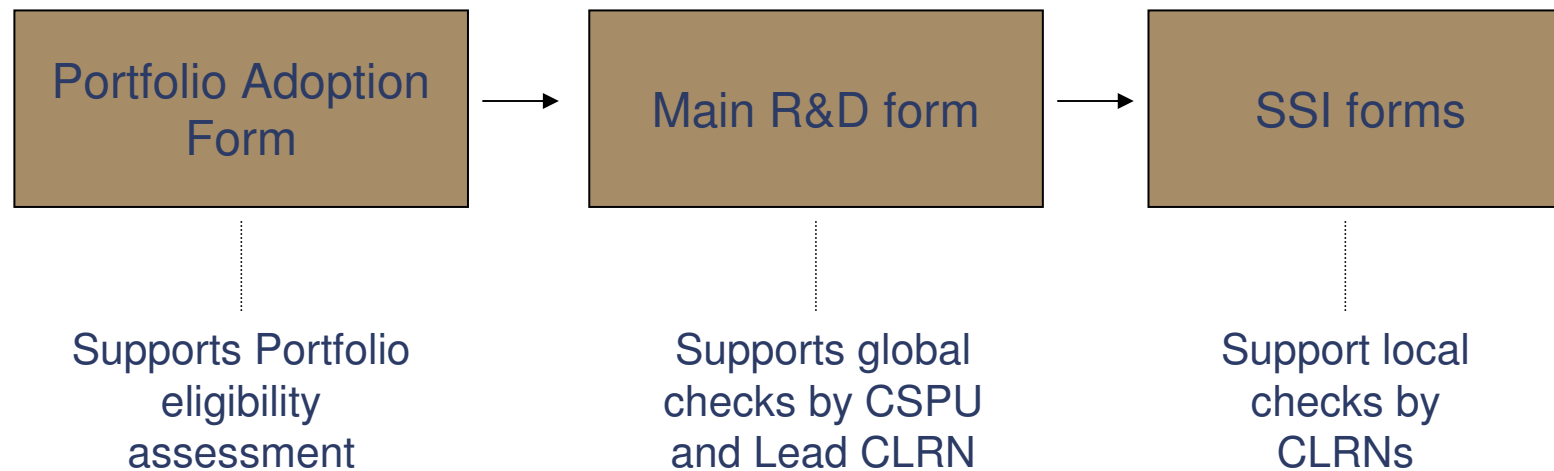 Portfolio Adoption
Form
Main R&D form
SSI forms
Supports Portfolio
eligibility
assessment
Supports global
checks by CSPU
and Lead CLRN
Support local
checks by
CLRNs